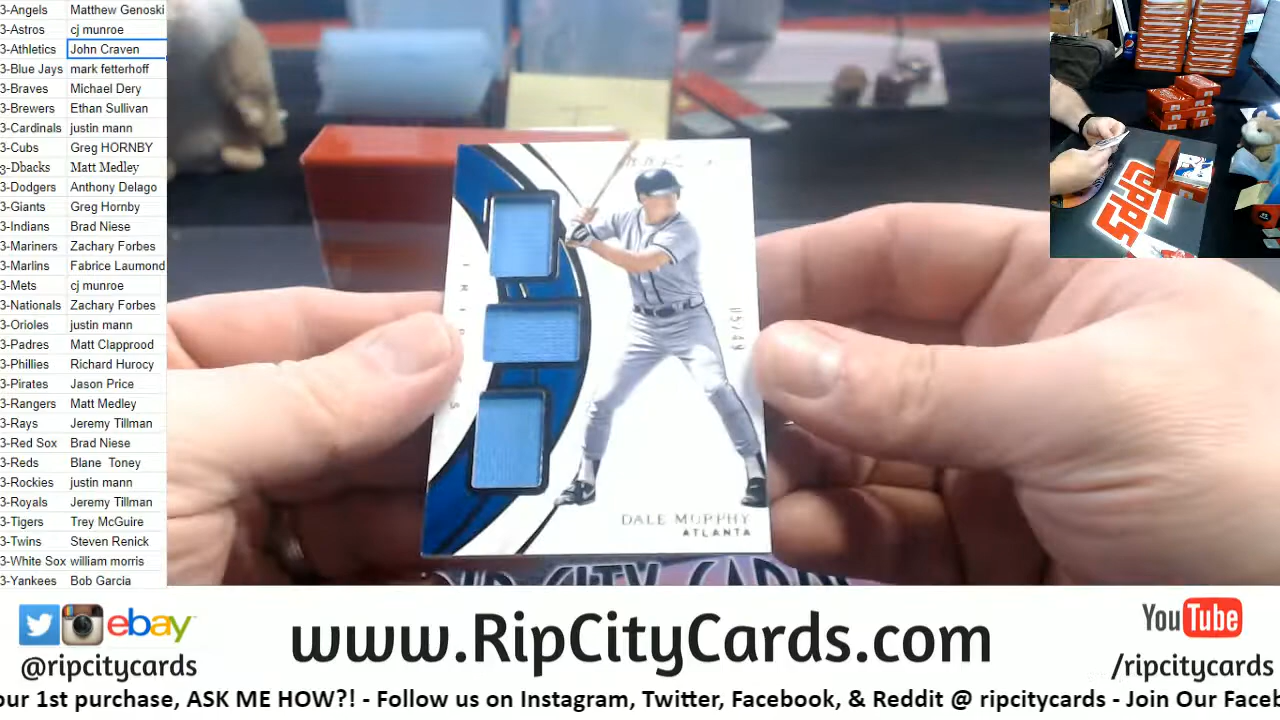 3-Angels Matthew Genoski
3-Astros cj munroe
3-Athletics John Craven
3-Blue Jays mark fetterhoff
3-Braves Michael Dery
3-Brewers Ethan Sullivan
3-Cardinals justin mann
3-Cubs Greg HORNBY
3-Dbacks Matt Medley
3-Dodgers Anthony Delago
3-Giants Greg Hornby
3-Indians Brad Niese
3-Mariners Zachary Forbes
3-Marlins Fabrice Laumond
3-Mets cj munroe
3-Nationals Zachary Forbes
3-Orioles justin mann
3-Padres Matt Clapprood
3-Phillies Richard Hurocy
3-Pirates Jason Price
3-Rangers Matt Medley
3-Rays Jeremy Tillman
3-Red Sox Brad Niese
3-Reds Blane Toney
3-Rockies justin mann
3-Royals Jeremy Tillman
3-Tigers Trey McGuire
3-Twins Steven Renick
3-White Sox william morris
3-Yankees Bob Garcia
05/49
DALE MURPHY
ATLANTA
RIP CITY CARDS
Topps
ebay
@ripcitycards
www.RipCityCards.com
YouTube
/ripcitycards
our 1st purchase, ASK ME HOW?! - Follow us on Instagram, Twitter, Facebook, & Reddit @ ripcitycards - Join Our Faceb